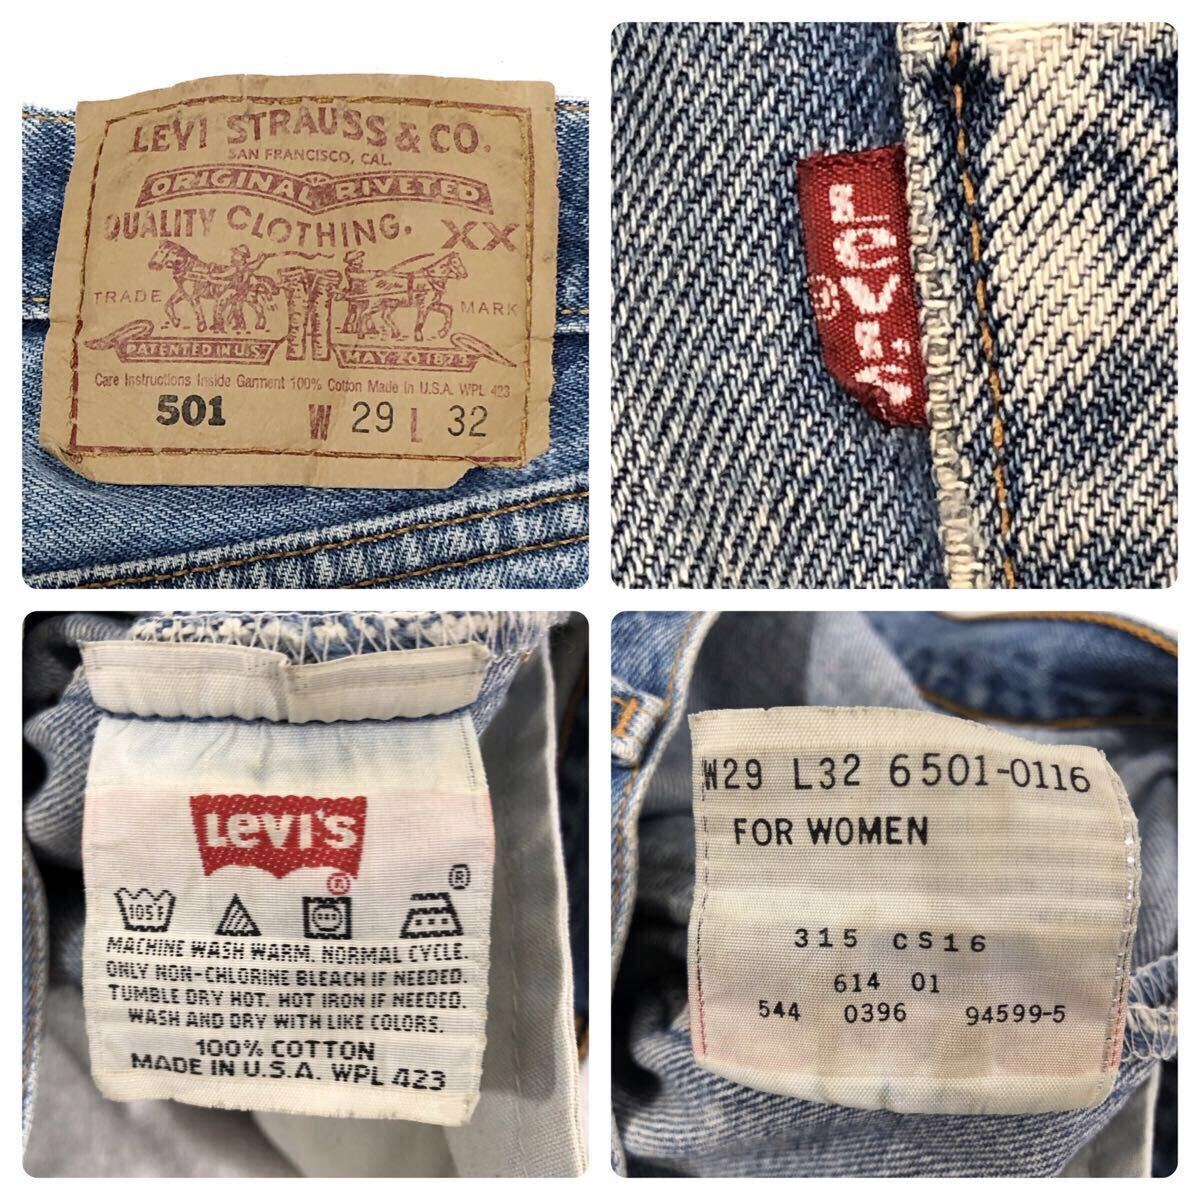 LEVI STRAUSS & CO.
SAN FRANCISCO, CAL.
ORIGINAL RIVETED
QUALITY CLOTHING. XX
TRADE MARK
PATENTED IN U.S. MAY 20 1873
Care Instructions Inside Garment 100% Cotton Made in U.S.A. WPL 423
501 W 29 L 32
Levi's
®
LEVI'S
®
®
105F
MACHINE WASH WARM. NORMAL CYCLE.
ONLY NON-CHLORINE BLEACH IF NEEDED.
TUMBLE DRY HOT. HOT IRON IF NEEDED.
WASH AND DRY WITH LIKE COLORS.
100% COTTON
MADE IN U.S.A. WPL 423
W29 L32 6501-0116
FOR WOMEN
315 CS16
614 01
544 0396 94599-5